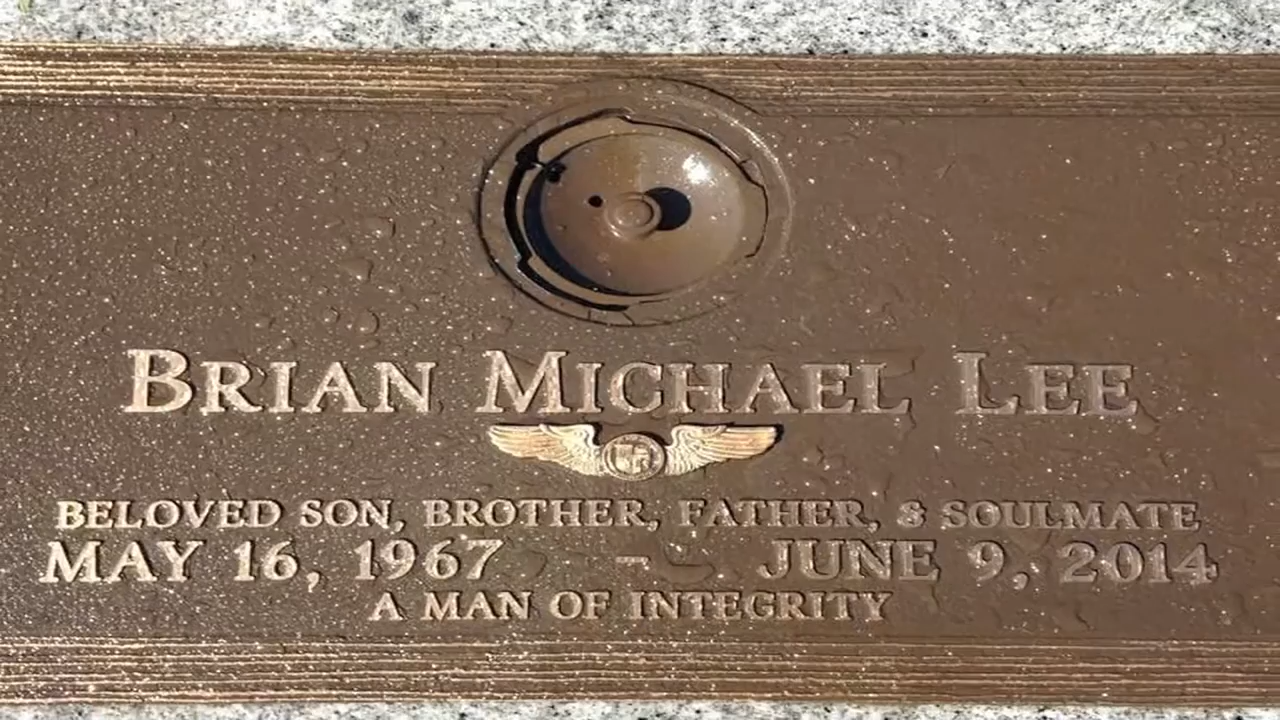 BRIAN MICHAEL LEE
BELOVED SON, BROTHER, FATHER, & SOULMATE
MAY 16, 1967 - JUNE 9, 2014
A MAN OF INTEGRITY